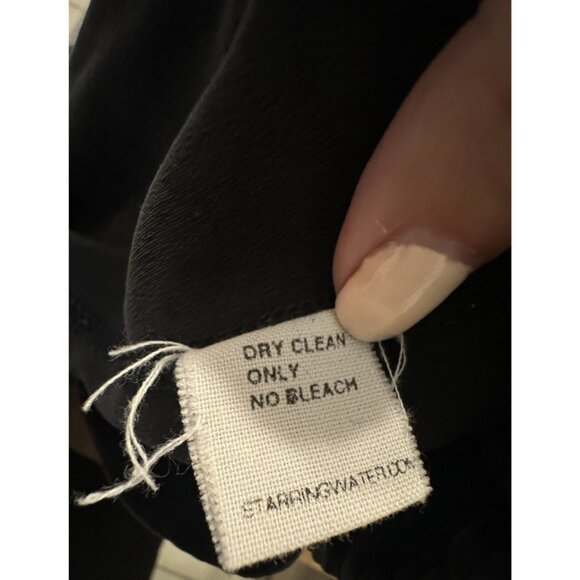 DRY CLEAN
ONLY
NO BLEACH
STARRINGWATER.COM